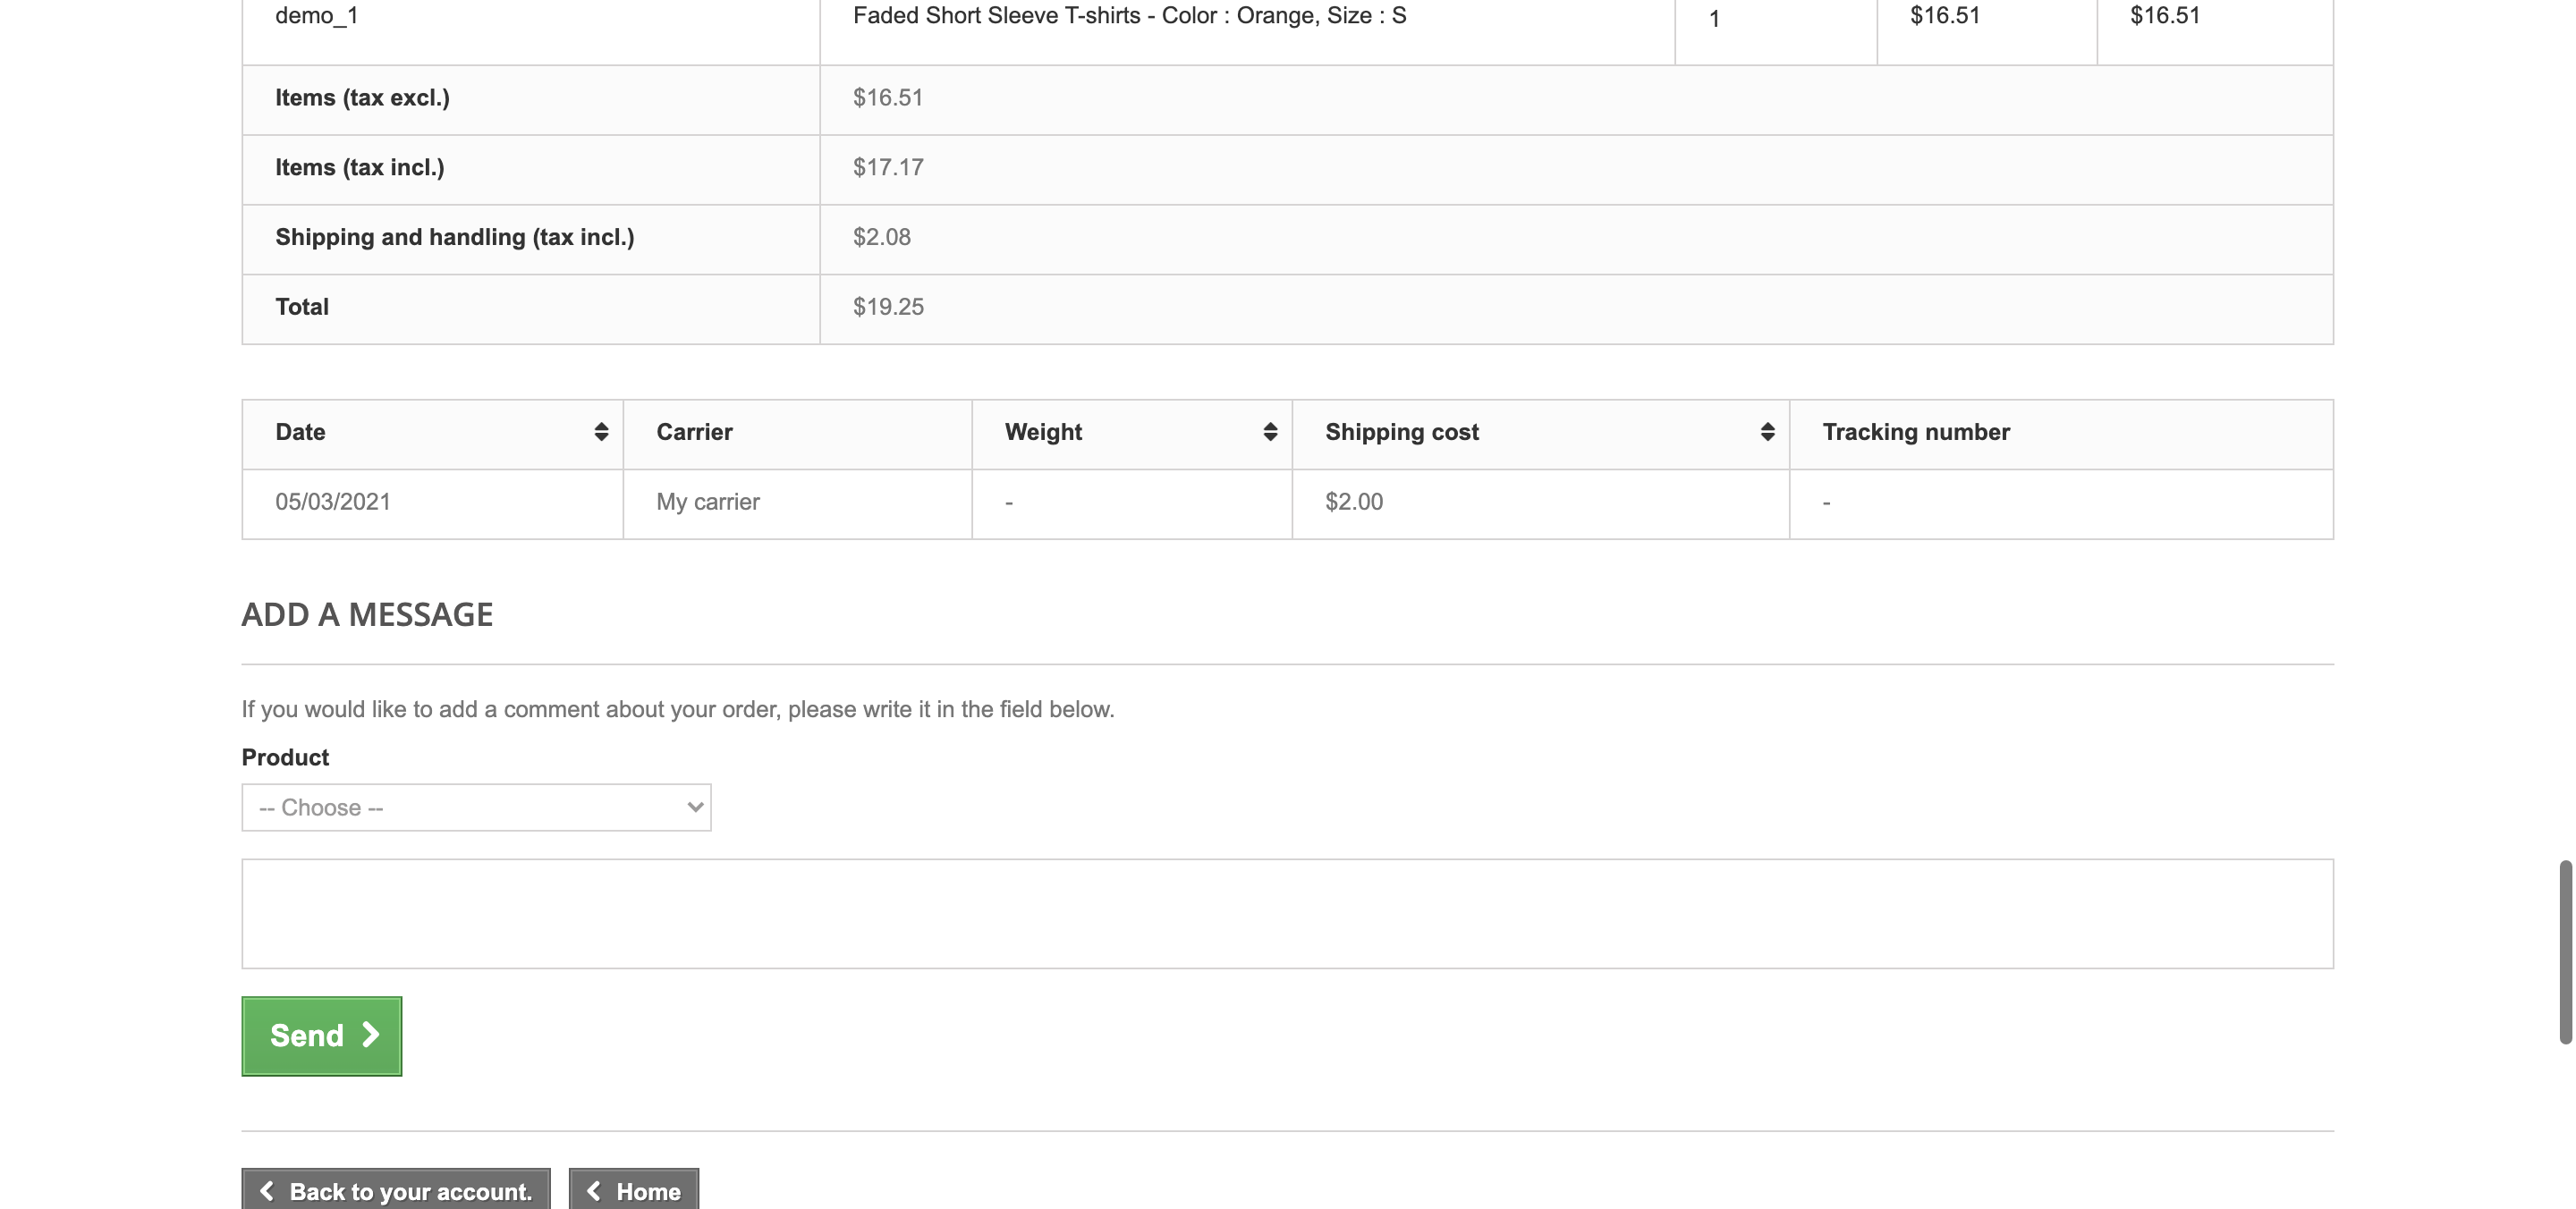 demo_1 Faded Short Sleeve T-shirts - Color : Orange, Size : S 1 $16.51 $16.51
Items (tax excl.) $16.51
Items (tax incl.) $17.17
Shipping and handling (tax incl.) $2.08
Total $19.25
Date Carrier Weight Shipping cost Tracking number
05/03/2021 My carrier - $2.00 -
ADD A MESSAGE
If you would like to add a comment about your order, please write it in the field below.
Product
-- Choose --
Send
Back to your account. Home